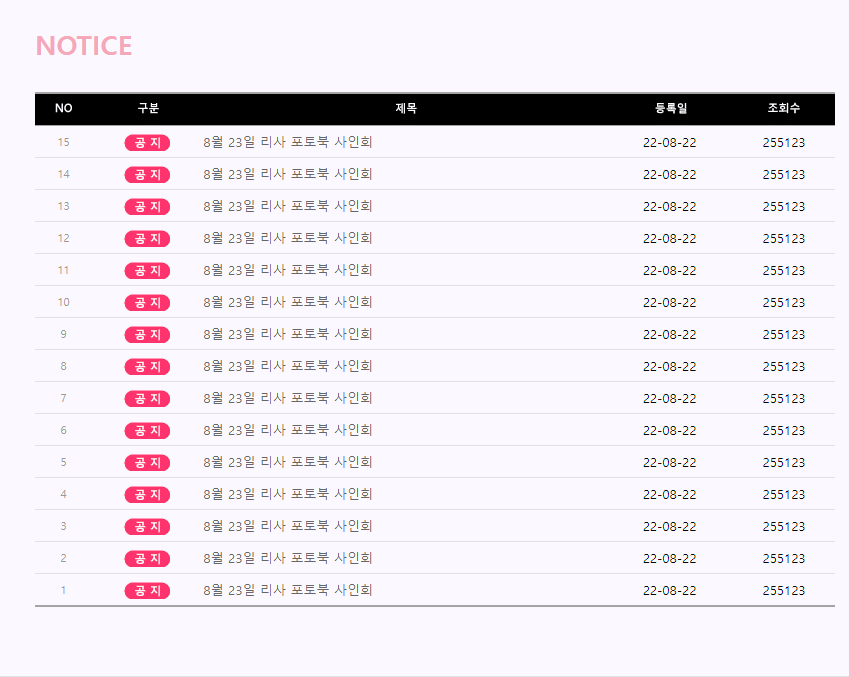 NOTICE
NO 구분 제목 등록일 조회수
15 공 지 8월 23일 리사 포토북 사인회 22-08-22 255123
14 공 지 8월 23일 리사 포토북 사인회 22-08-22 255123
13 공 지 8월 23일 리사 포토북 사인회 22-08-22 255123
12 공 지 8월 23일 리사 포토북 사인회 22-08-22 255123
11 공 지 8월 23일 리사 포토북 사인회 22-08-22 255123
10 공 지 8월 23일 리사 포토북 사인회 22-08-22 255123
9 공 지 8월 23일 리사 포토북 사인회 22-08-22 255123
8 공 지 8월 23일 리사 포토북 사인회 22-08-22 255123
7 공 지 8월 23일 리사 포토북 사인회 22-08-22 255123
6 공 지 8월 23일 리사 포토북 사인회 22-08-22 255123
5 공 지 8월 23일 리사 포토북 사인회 22-08-22 255123
4 공 지 8월 23일 리사 포토북 사인회 22-08-22 255123
3 공 지 8월 23일 리사 포토북 사인회 22-08-22 255123
2 공 지 8월 23일 리사 포토북 사인회 22-08-22 255123
1 공 지 8월 23일 리사 포토북 사인회 22-08-22 255123